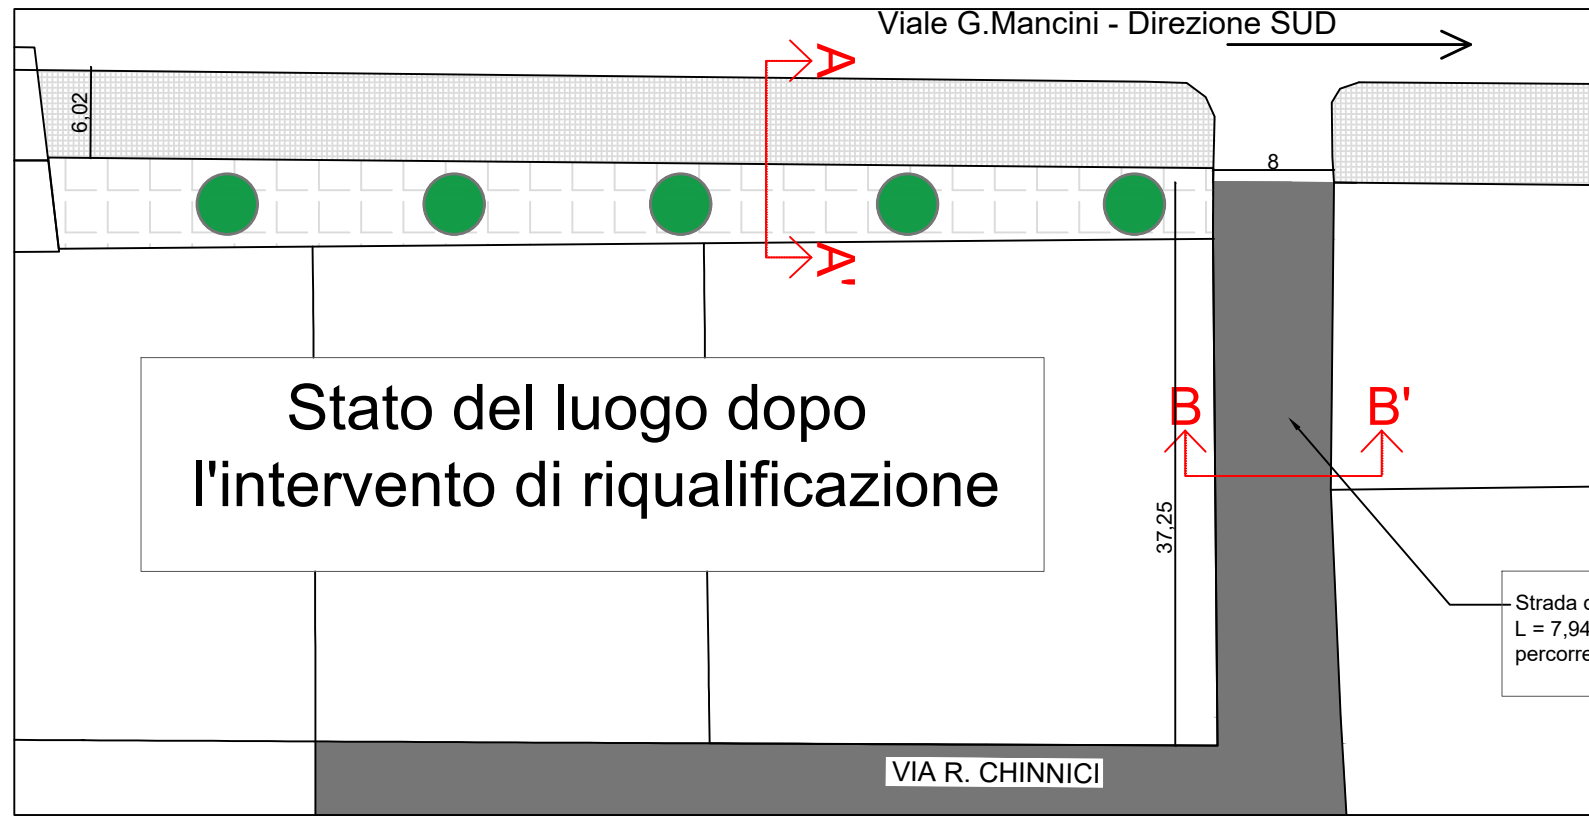 Viale G.Mancini - Direzione SUD
A
6,02
8
A'
Stato del luogo dopo
l'intervento di riqualificazione
B
B'
37,25
Strada
L = 7,94
percorre
VIA R. CHINNICI